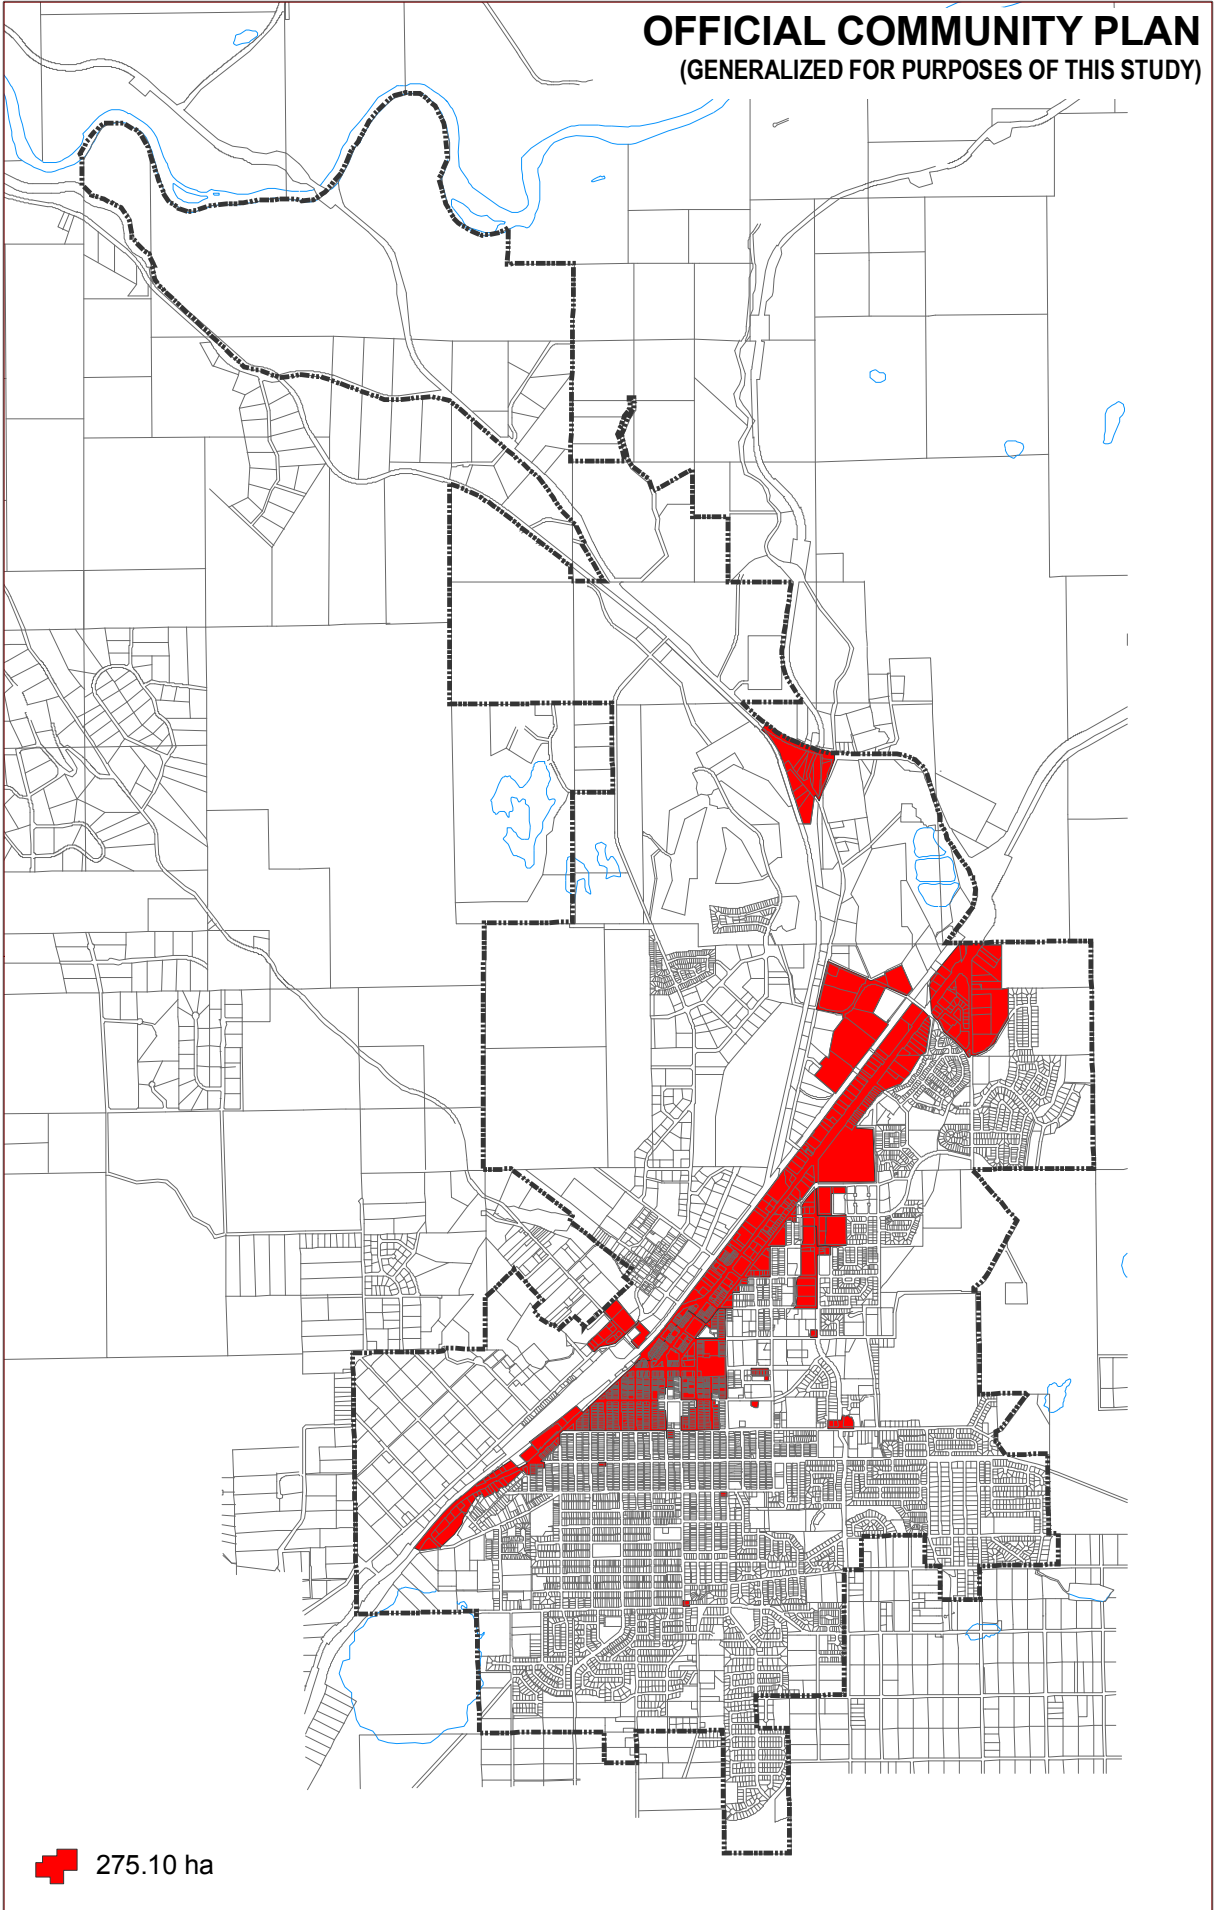 OFFICIAL COMMUNITY PLAN
(GENERALIZED FOR PURPOSES OF THIS STUDY)
275.10 ha